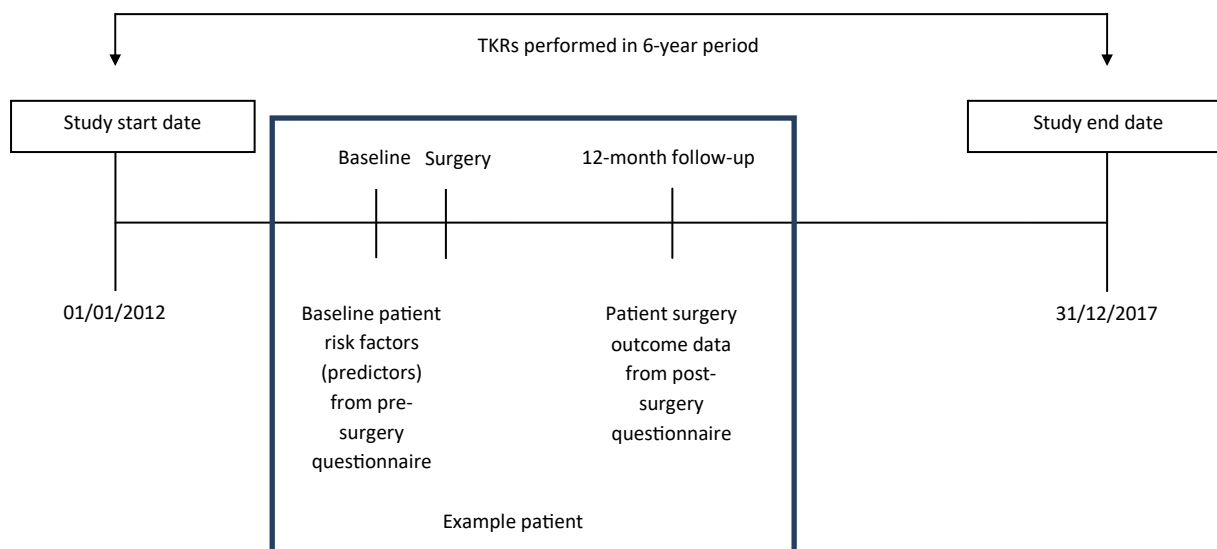 TKRs performed in 6-year period
Study start date
Study end date
Baseline
Surgery
12-month follow-up
01/01/2012
31/12/2017
Baseline patient
risk factors
(predictors)
from pre-
surgery
questionnaire
Patient surgery
outcome data
from post-
surgery
questionnaire
Example patient